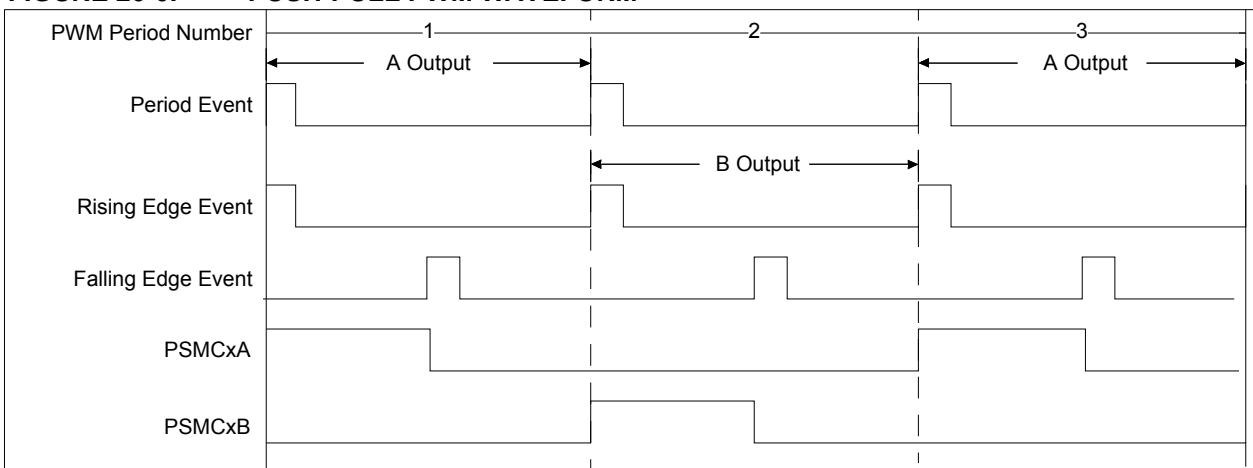 PWM Period Number 1 2 3
A Output A Output
Period Event
B Output
Rising Edge Event
Falling Edge Event
PSMCxA
PSMCxB